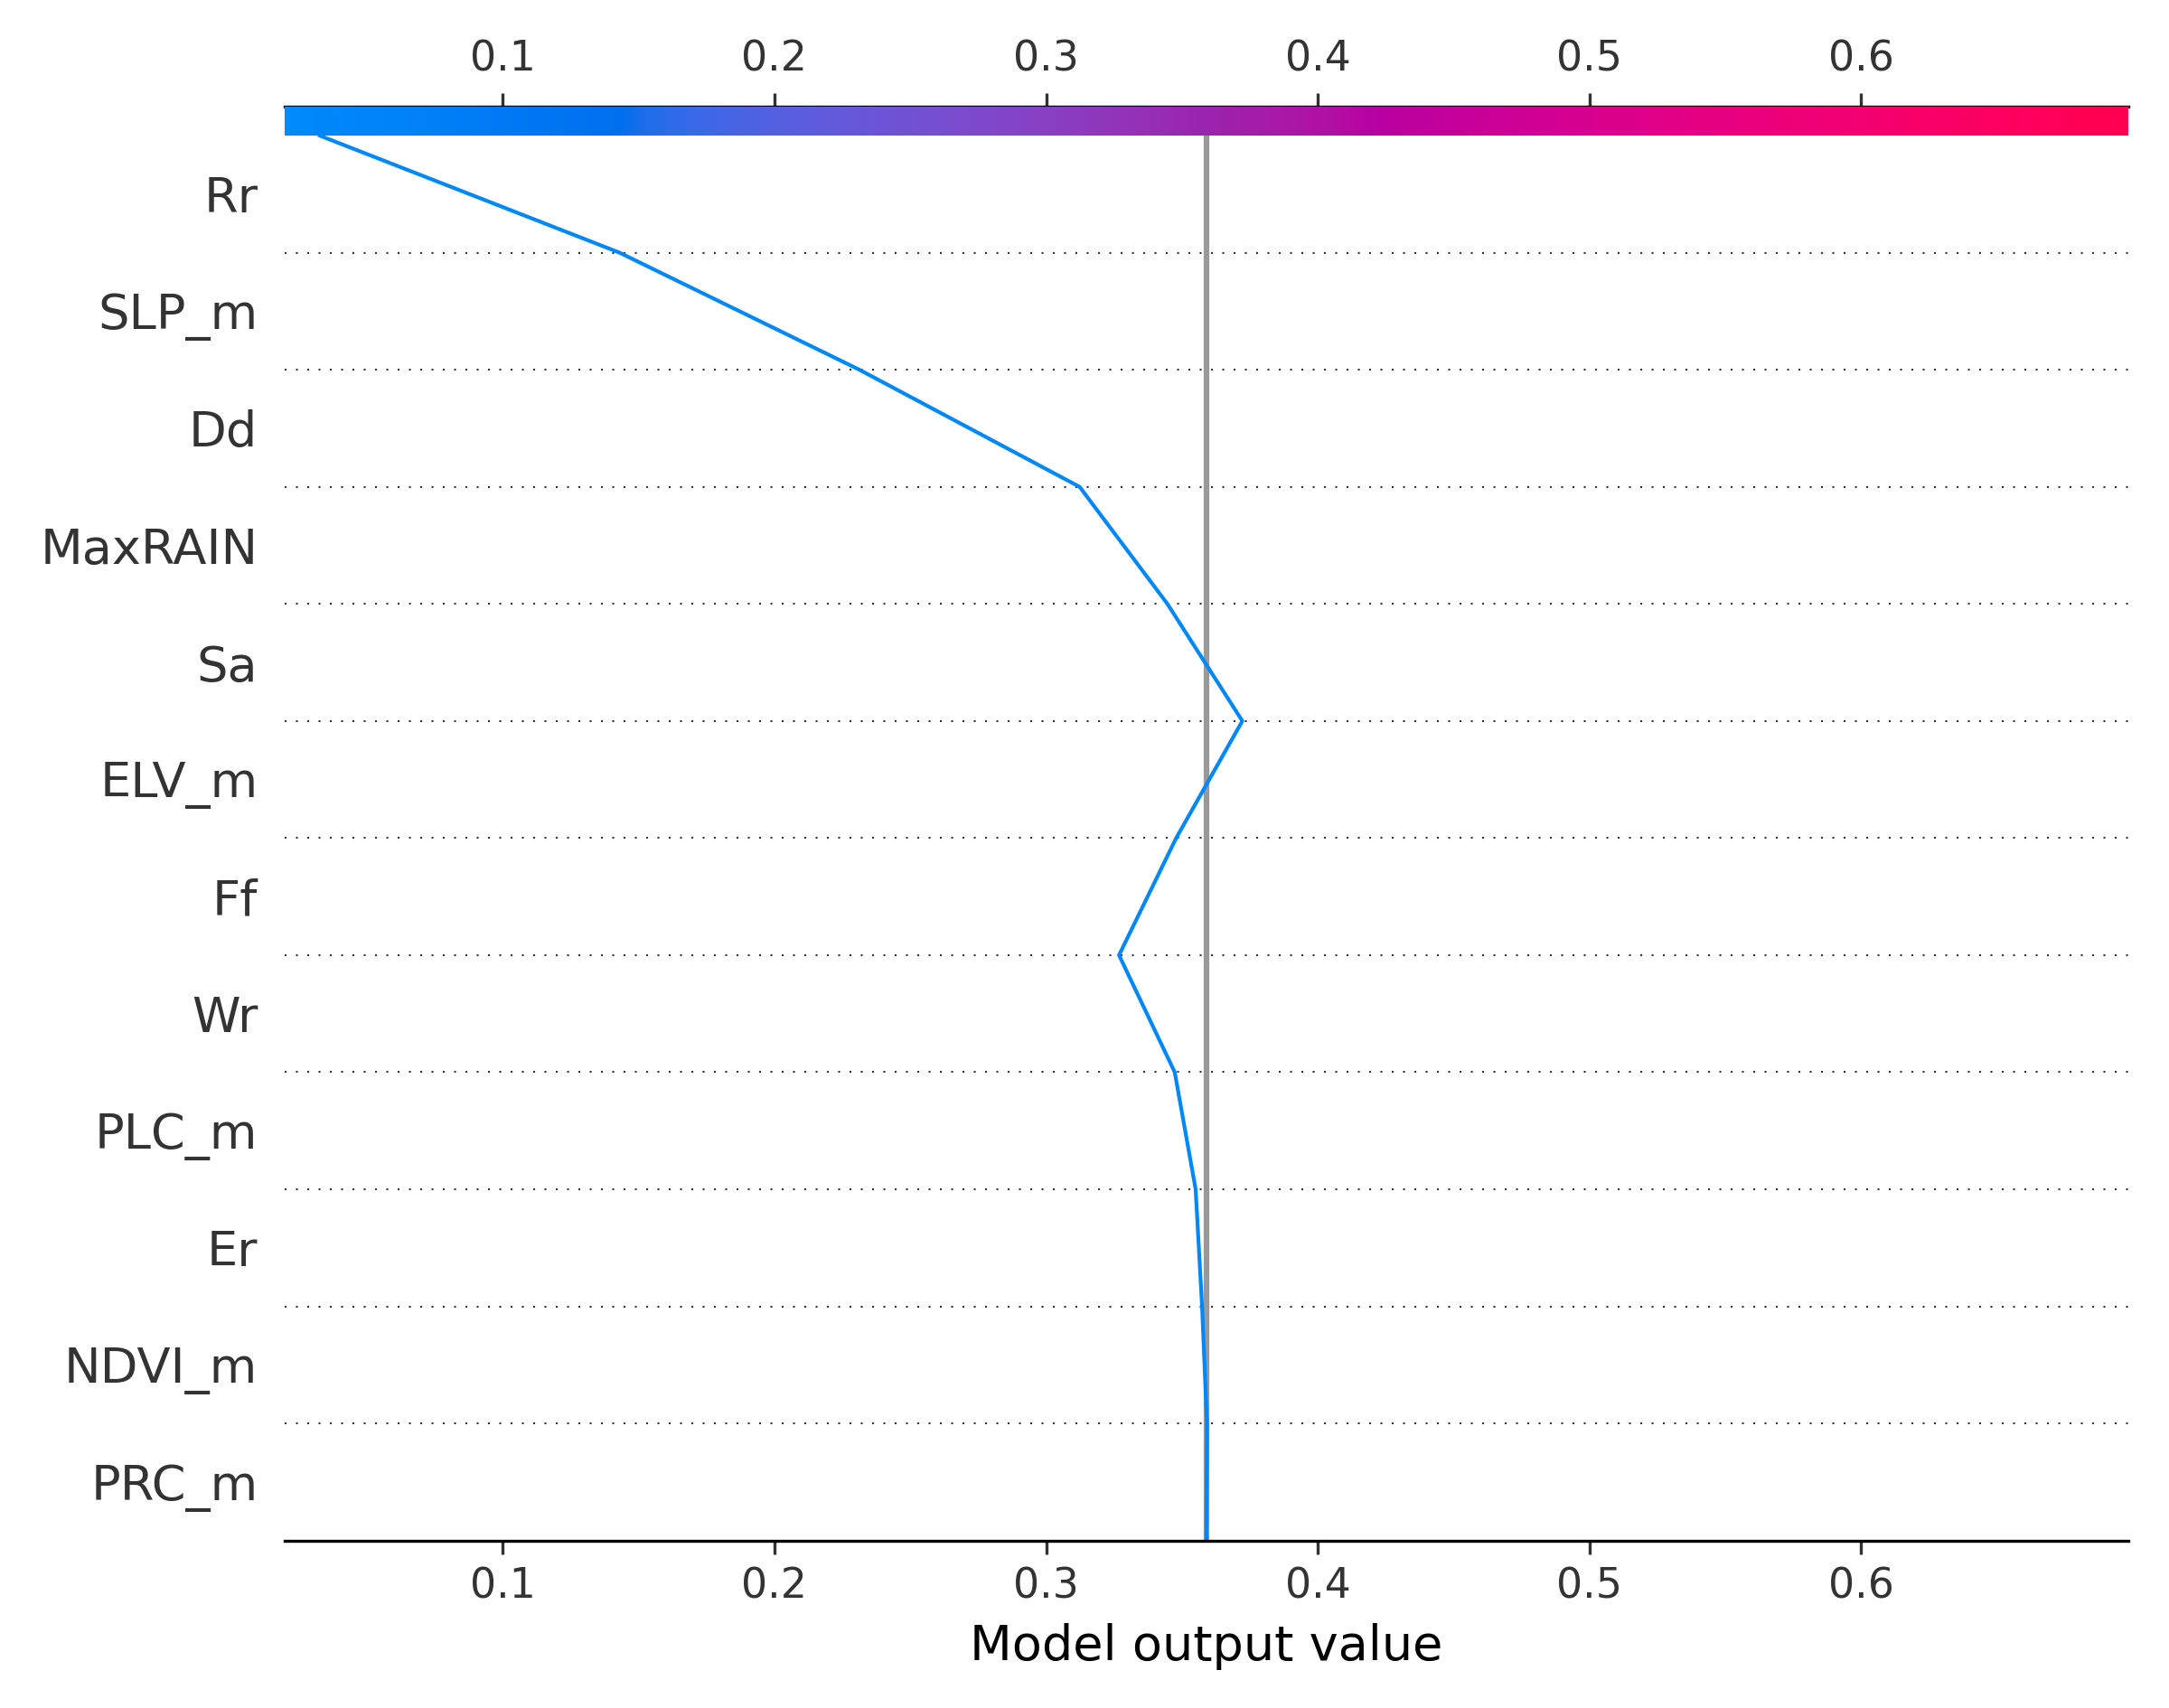 0.1 0.2 0.3 0.4 0.5 0.6
Rr
SLP_m
Dd
MaxRAIN
Sa
ELV_m
Ff
Wr
PLC_m
Er
NDVI_m
PRC_m
0.1 0.2 0.3 0.4 0.5 0.6
Model output value